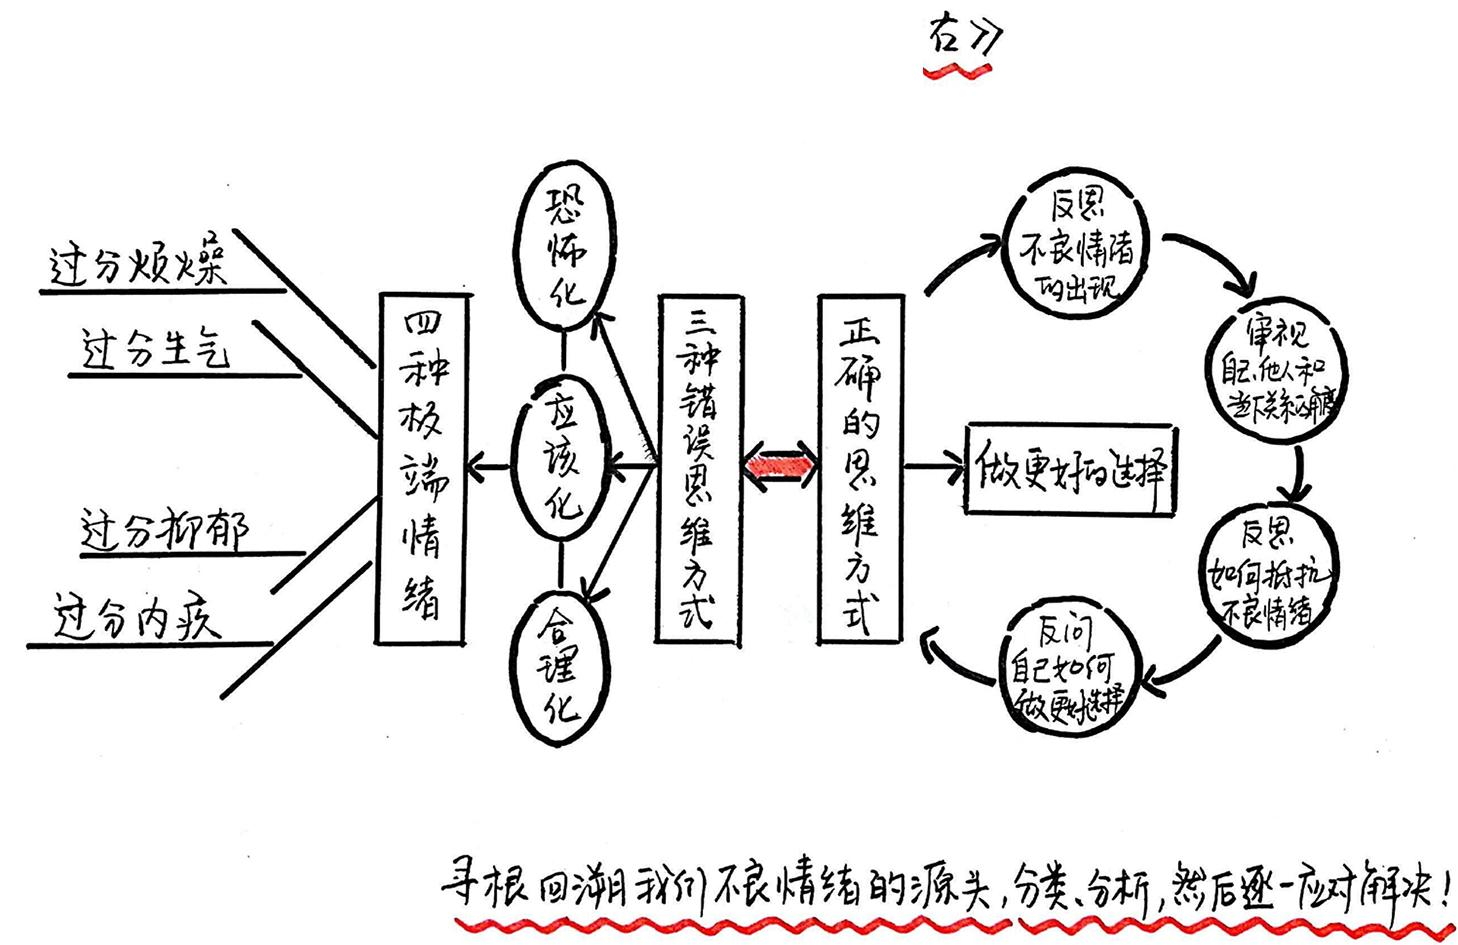 右》
过分烦燥
过分生气
过分抑郁
过分内疚
四种极端情绪
恐怖化
应该化
合理化
三种错误思维方式
正确的思维方式
做更好的选择
反思
不良情绪
的出现
审视
自己、他人和
当下关系的解读
反思
如何抵抗
不良情绪
反问
自己如何
做更好选择
寻根回溯我们不良情绪的源头，分类、分析，然后逐一应对解决！